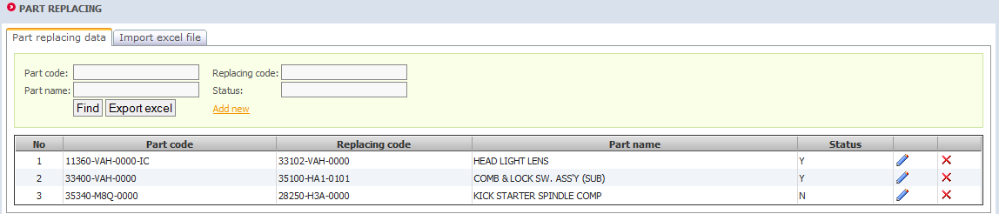 PART REPLACING
Part replacing data Import excel file
Part code: Replacing code:
Part name: Status:
Find Export excel Add new
No Part code Replacing code Part name Status
1 11360-VAH-0000-IC 33102-VAH-0000 HEAD LIGHT LENS Y
2 33400-VAH-0000 35100-HA1-0101 COMB & LOCK SW. ASS'Y (SUB) Y
3 35340-M8Q-0000 28250-H3A-0000 KICK STARTER SPINDLE COMP N